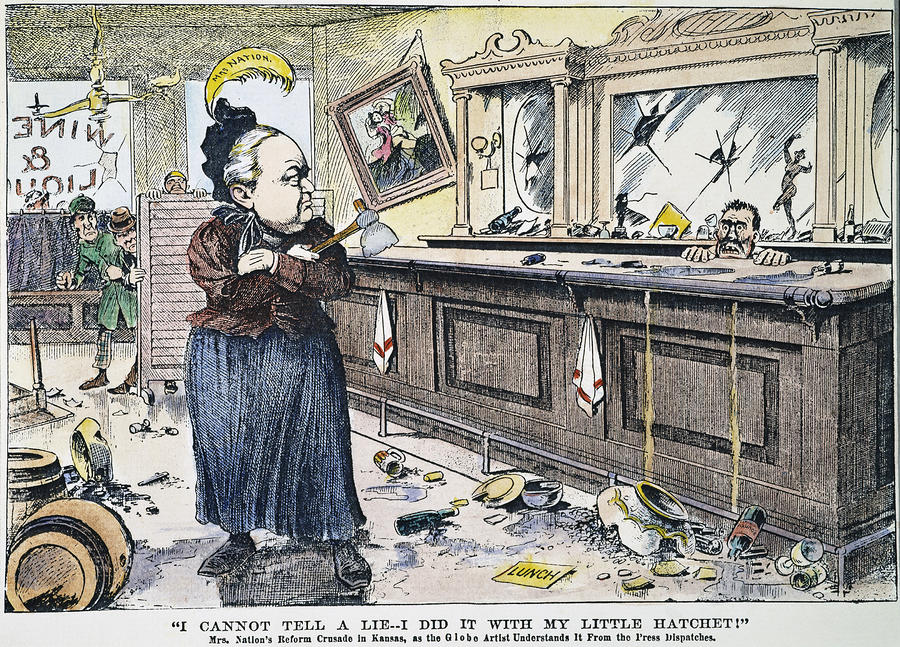 MRS NATION.
WINE
&
LIQU
LUNCH
"I CANNOT TELL A LIE--I DID IT WITH MY LITTLE HATCHET!"
Mrs. Nation's Reform Crusade in Kansas, as the Globe Artist Understands It From the Press Dispatches.